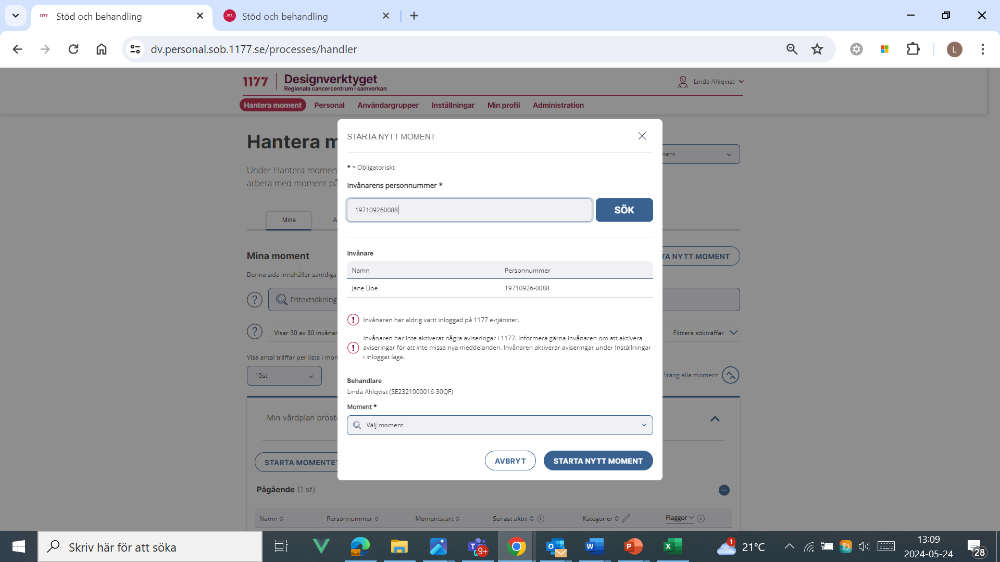 Stöd och behandling
Stöd och behandling
dv.personal.sob.1177.se/processes/handler
L
1177
Designverktyget
Regionala cancercentrum i samverkan
Linda Ahlqvist
Hantera moment Personal Användargrupper Inställningar Min profil Administration
Hantera m
Under Hantera momen
arbeta med moment på
Mina
A
Mina moment
Denna sida innehåller samtliga
Fritextsökning
Visar 30 av 30 invånar
Visa antal träffar per lista i mon
15st
Min vårdplan bröstc
STARTA MOMENTET
Pågående (1 st)
Namn Personnummer Momentstart Senast aktiv Kategorier Flaggor
nent
TA NYTT MOMENT
Filtrera sökträffar
Stäng alla moment
STARTA NYTT MOMENT
* = Obligatoriskt
Invånarens personnummer *
197109260088
SÖK
Invånare
Namn Personnummer
Jane Doe 19710926-0088
Invånaren har aldrig varit inloggad på 1177 e-tjänster.
Invånaren har inte aktiverat några aviseringar i 1177. Informera gärna invånaren om att aktivera
aviseringar för att inte missa nya meddelanden. Invånaren aktiverar aviseringar under Inställningar
i inloggat läge.
Behandlare
Linda Ahlqvist (SE2321000016-30QF)
Moment *
Välj moment
AVBRYT STARTA NYTT MOMENT
Skriv här för att söka
9+
1
21°C
13:09
2024-05-24
28